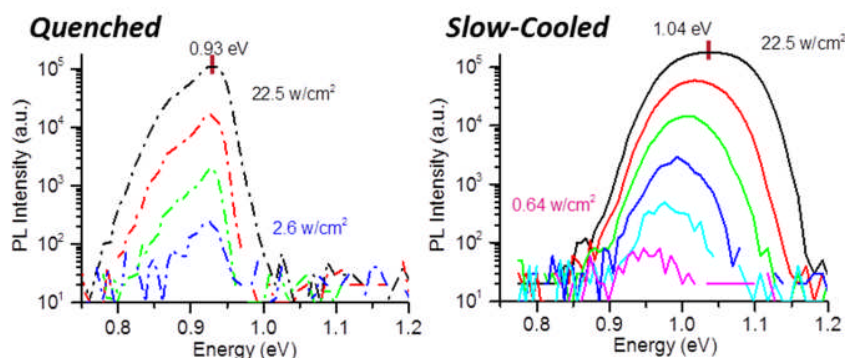 Quenched
0.93 eV
22.5 w/cm²
2.6 w/cm²
PL Intensity (a.u.)
10⁵
10⁴
10³
10²
10¹
0.8 0.9 1.0 1.1 1.2
Energy (eV)
Slow-Cooled
1.04 eV
22.5 w/cm²
0.64 w/cm²
PL Intensity (a.u.)
10⁵
10⁴
10³
10²
10¹
0.8 0.9 1.0 1.1 1.2
Energy (eV)